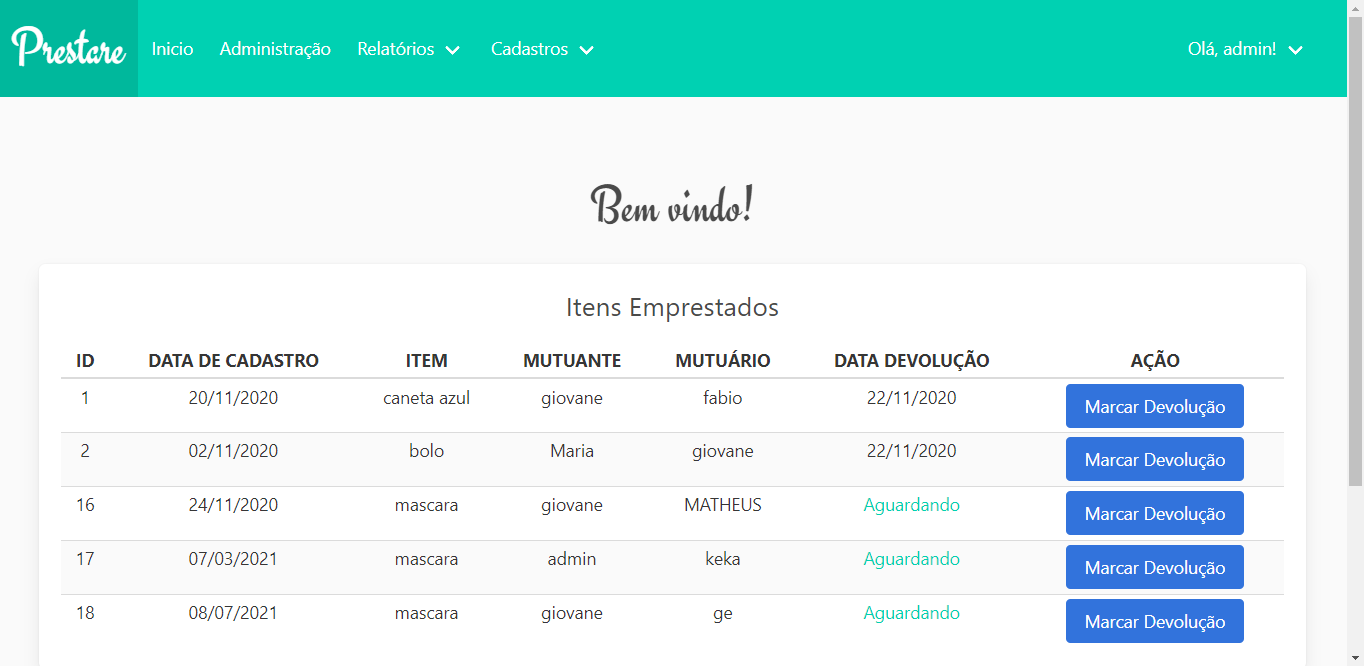 Prestare Inicio Administração Relatórios Cadastros Olá, admin!
Bem vindo!
Itens Emprestados
ID DATA DE CADASTRO ITEM MUTUANTE MUTUÁRIO DATA DEVOLUÇÃO AÇÃO
1 20/11/2020 caneta azul giovane fabio 22/11/2020 Marcar Devolução
2 02/11/2020 bolo Maria giovane 22/11/2020 Marcar Devolução
16 24/11/2020 mascara giovane MATHEUS Aguardando Marcar Devolução
17 07/03/2021 mascara admin keka Aguardando Marcar Devolução
18 08/07/2021 mascara giovane ge Aguardando Marcar Devolução